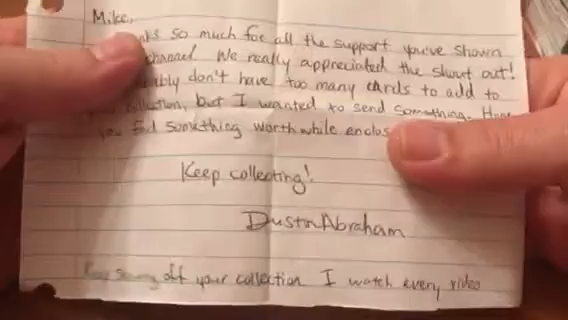 Mike,
so much for all the support you've shown
channel We really appreciated the shout out!
don't have too many cards to add to
collection, but I wanted to send something.
you find something worthwhile
Keep collecting!
Dustin Abraham
off your collection I watch every video